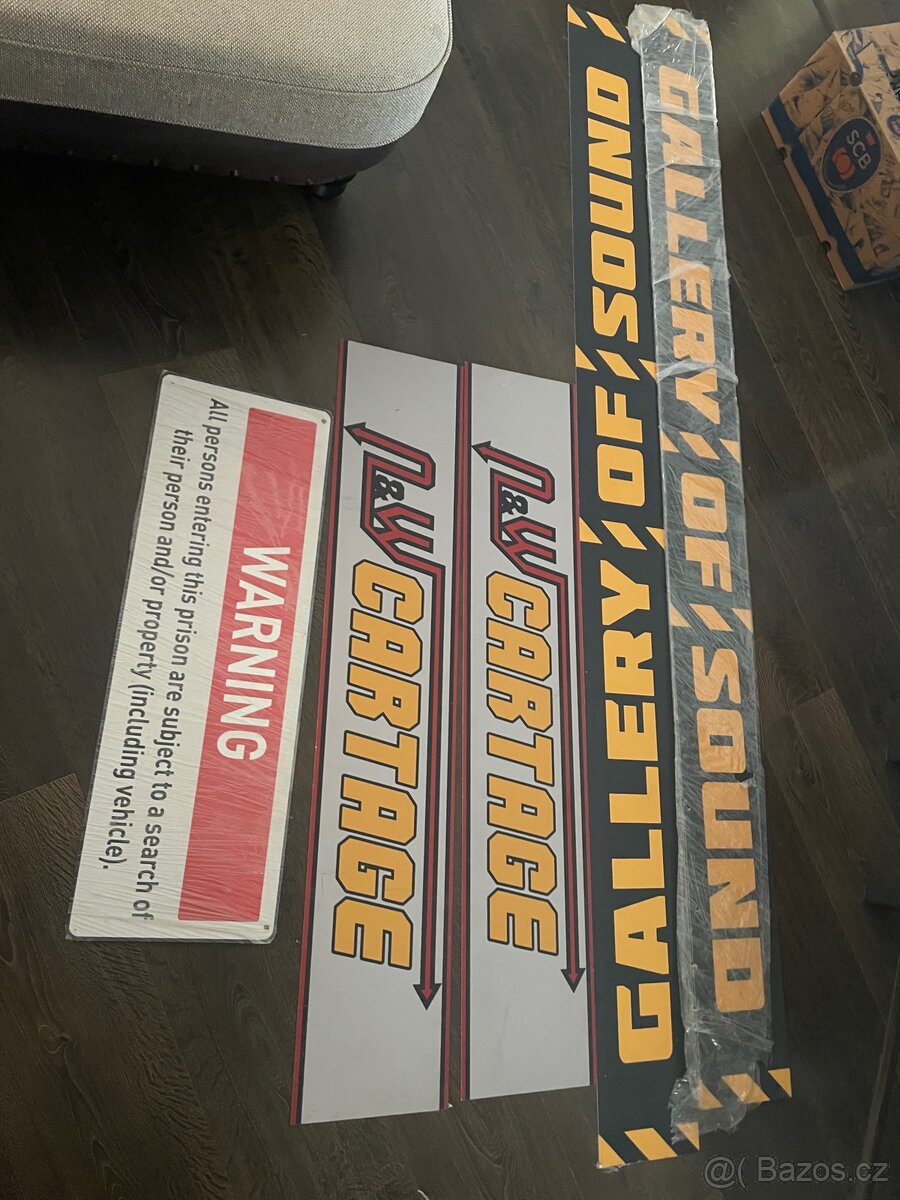 WARNING
All persons entering this prison are subject to a search of
their person and/or property (including vehicle).
N&W
CARTAGE
N&W
CARTAGE
GALLERY OF SOUND
GALLERY OF SOUND
SCB
@( Bazos.cz